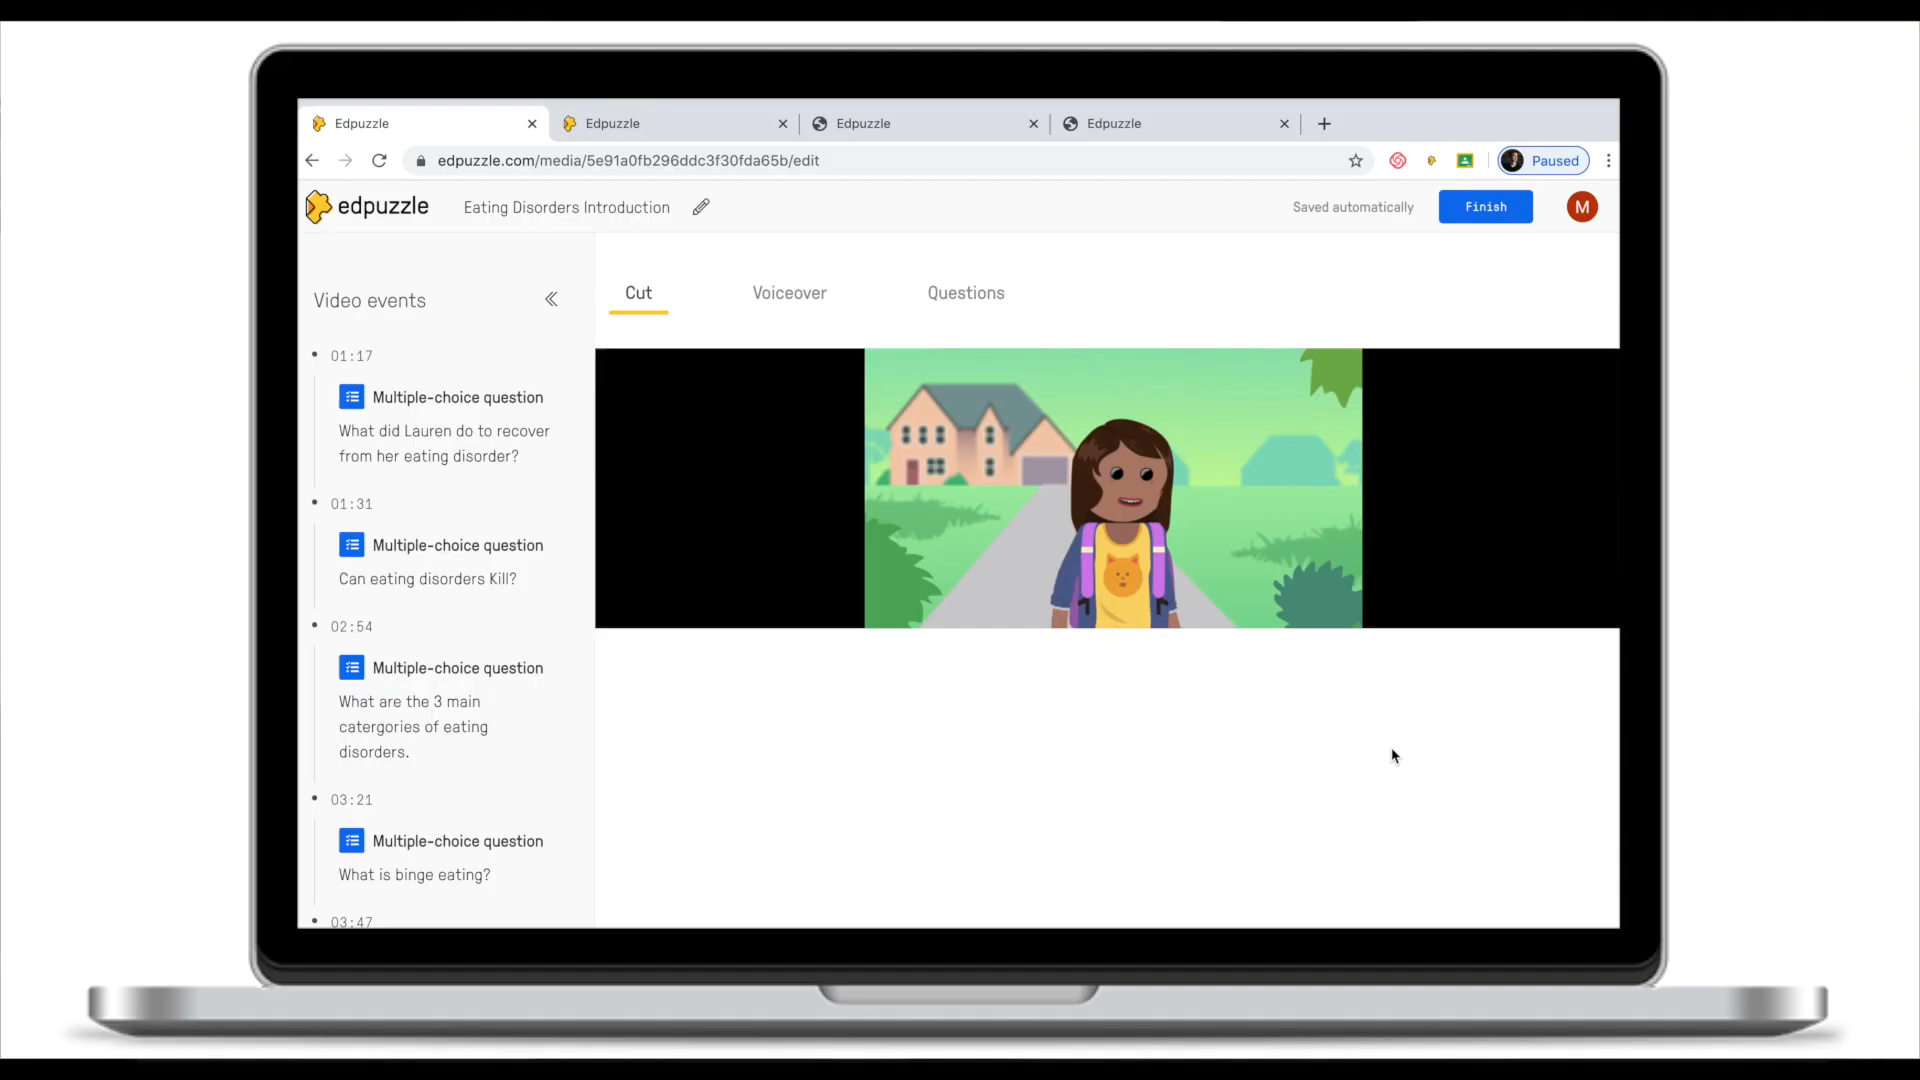 Edpuzzle
Edpuzzle
Edpuzzle
Edpuzzle
edpuzzle.com/media/5e91a0fb296ddc3f30fda65b/edit
Paused
edpuzzle
Eating Disorders Introduction
Saved automatically
Finish
M
Video events
Cut
Voiceover
Questions
01:17
Multiple-choice question
What did Lauren do to recover
from her eating disorder?
01:31
Multiple-choice question
Can eating disorders Kill?
02:54
Multiple-choice question
What are the 3 main
catergories of eating
disorders.
03:21
Multiple-choice question
What is binge eating?
03:47